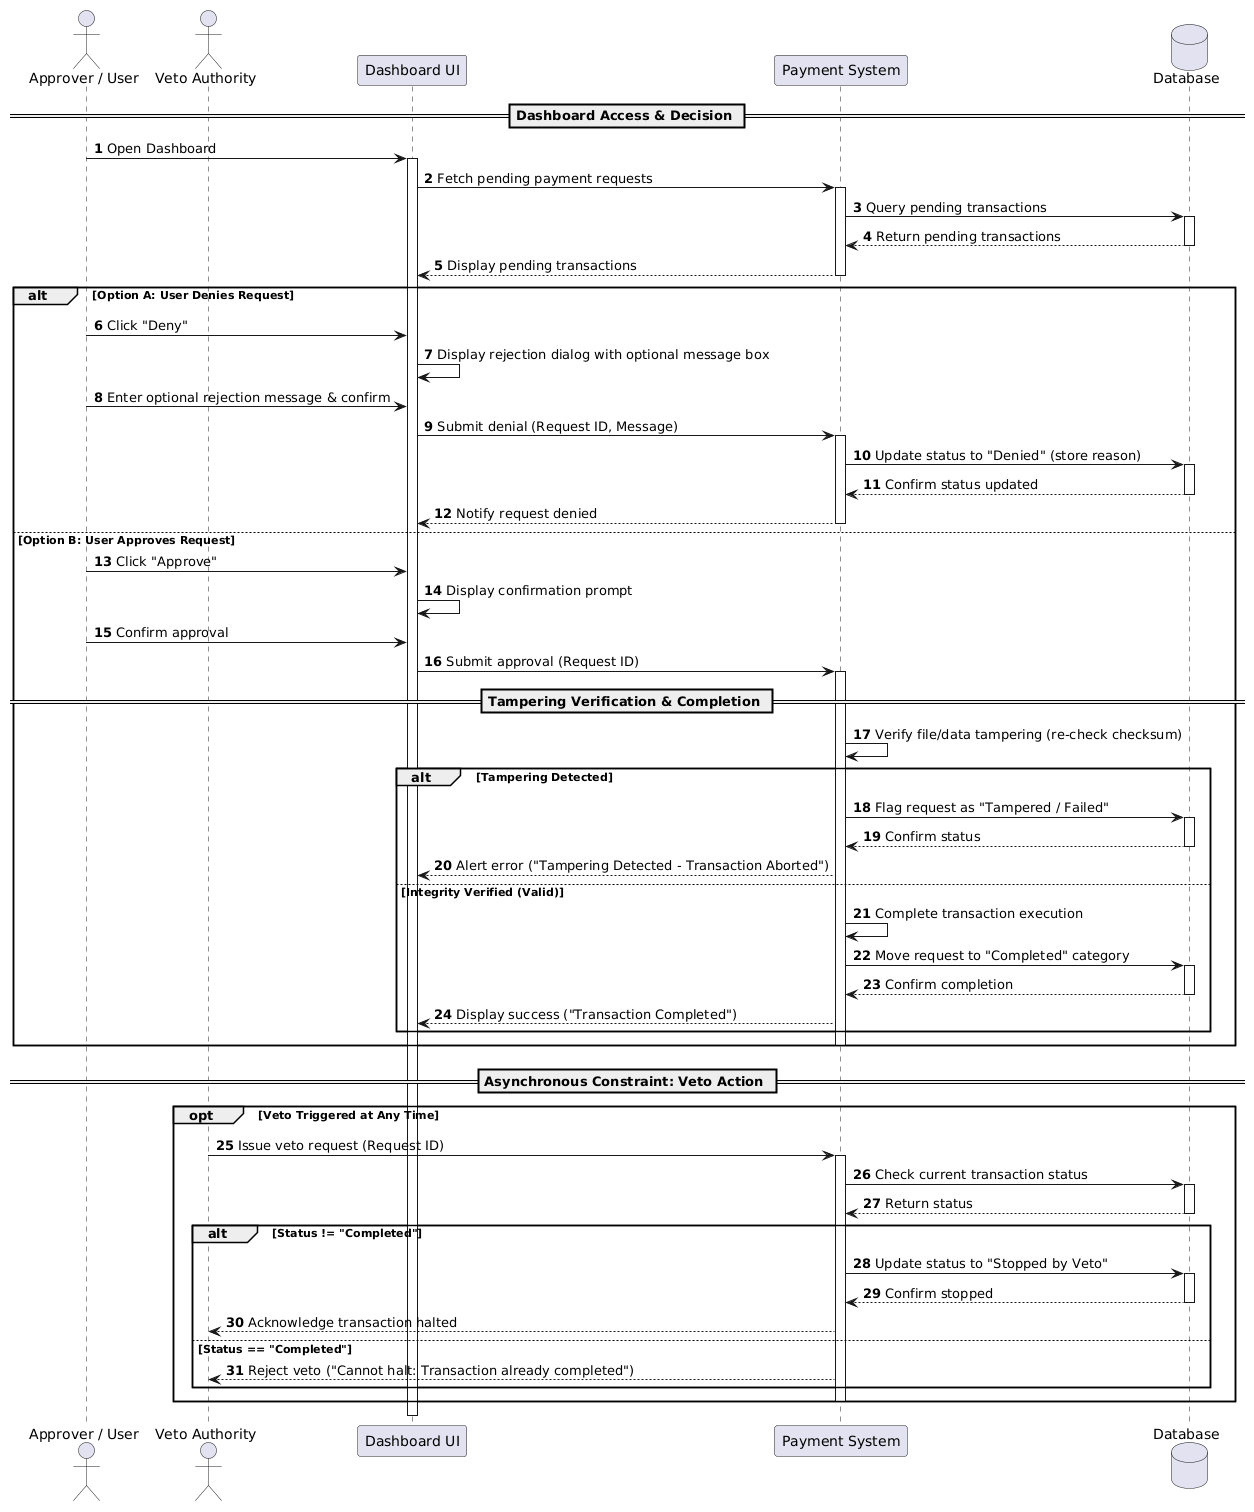 Approver / User
Veto Authority
Dashboard UI
Payment System
Database
Dashboard Access & Decision
1 Open Dashboard
2 Fetch pending payment requests
3 Query pending transactions
4 Return pending transactions
5 Display pending transactions
alt [Option A: User Denies Request]
6 Click "Deny"
7 Display rejection dialog with optional message box
8 Enter optional rejection message & confirm
9 Submit denial (Request ID, Message)
10 Update status to "Denied" (store reason)
11 Confirm status updated
12 Notify request denied
[Option B: User Approves Request]
13 Click "Approve"
14 Display confirmation prompt
15 Confirm approval
16 Submit approval (Request ID)
Tampering Verification & Completion
17 Verify file/data tampering (re-check checksum)
alt [Tampering Detected]
18 Flag request as "Tampered / Failed"
19 Confirm status
20 Alert error ("Tampering Detected - Transaction Aborted")
[Integrity Verified (Valid)]
21 Complete transaction execution
22 Move request to "Completed" category
23 Confirm completion
24 Display success ("Transaction Completed")
Asynchronous Constraint: Veto Action
opt [Veto Triggered at Any Time]
25 Issue veto request (Request ID)
26 Check current transaction status
27 Return status
alt [Status != "Completed"]
28 Update status to "Stopped by Veto"
29 Confirm stopped
30 Acknowledge transaction halted
[Status == "Completed"]
31 Reject veto ("Cannot halt: Transaction already completed")
Approver / User
Veto Authority
Dashboard UI
Payment System
Database